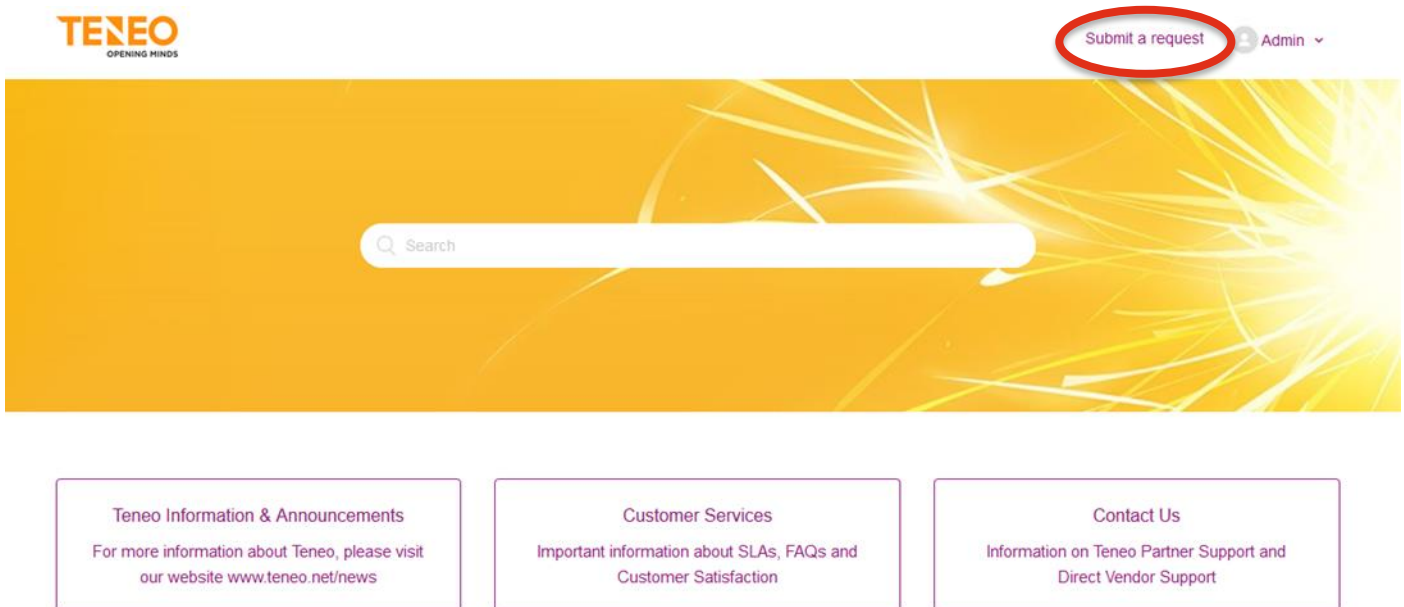 TENEO
OPENING MINDS
Submit a request
Admin
Search
Teneo Information & Announcements
For more information about Teneo, please visit
our website www.teneo.net/news
Customer Services
Important information about SLAs, FAQs and
Customer Satisfaction
Contact Us
Information on Teneo Partner Support and
Direct Vendor Support